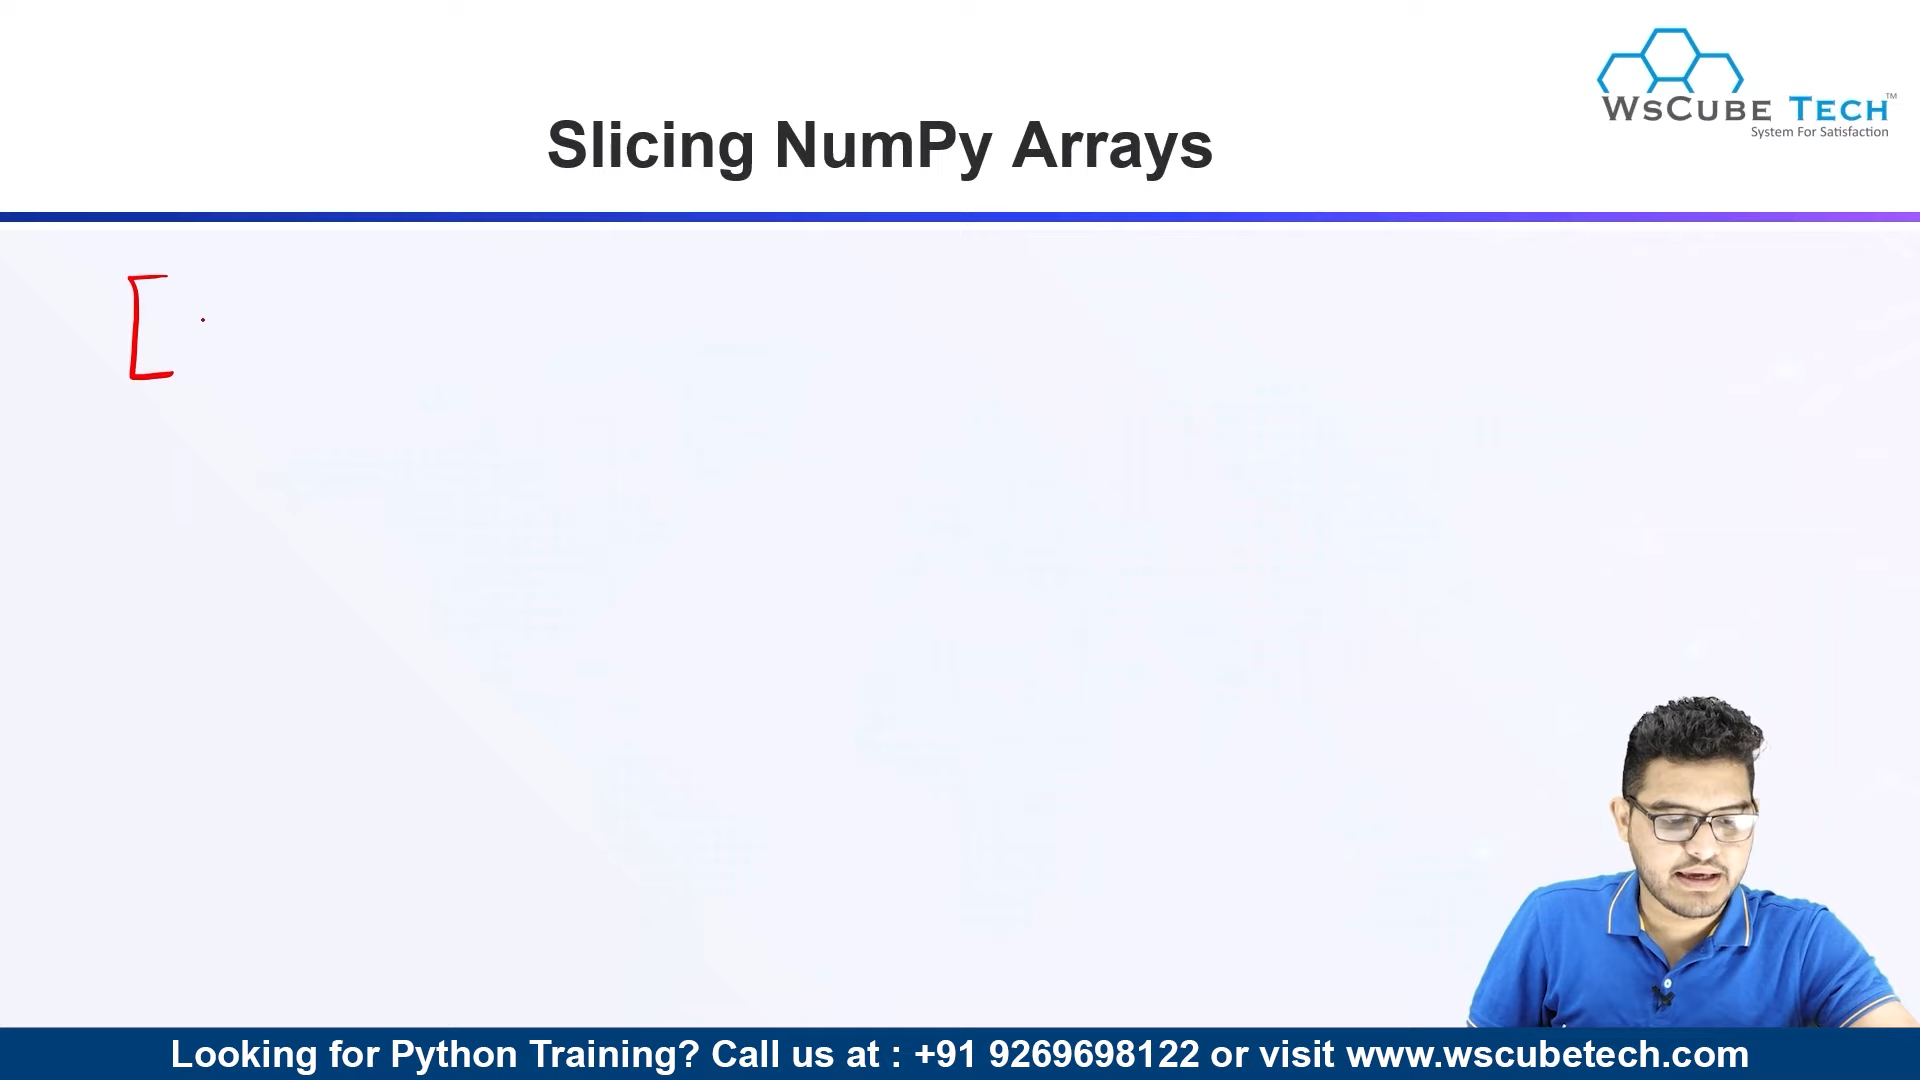 WsCube Tech™
System For Satisfaction
Slicing NumPy Arrays
[
Looking for Python Training? Call us at : +91 9269698122 or visit www.wscubetech.com